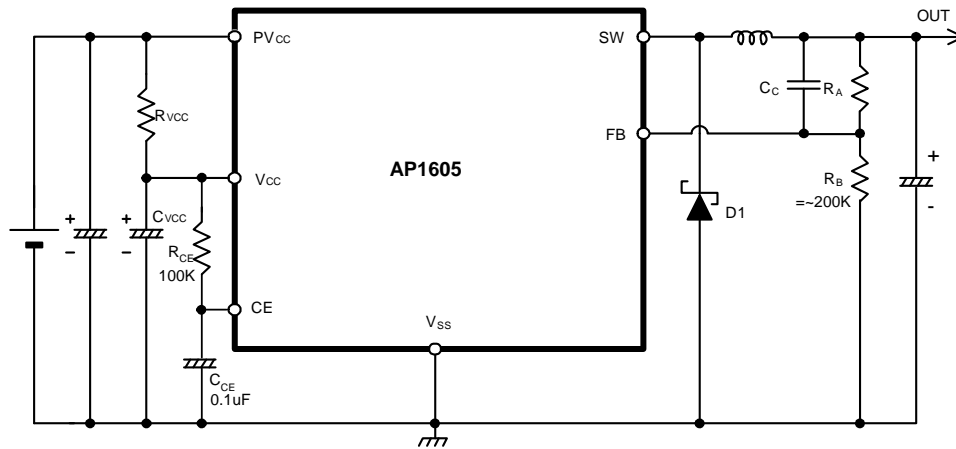 OUT
PVCC
SW
CC
RA
RVCC
FB
AP1605
VCC
RB
=~200K
+
+
CVCC
+
-
D1
−
−
RCE
100K
CE
VSS
CCE
0.1uF